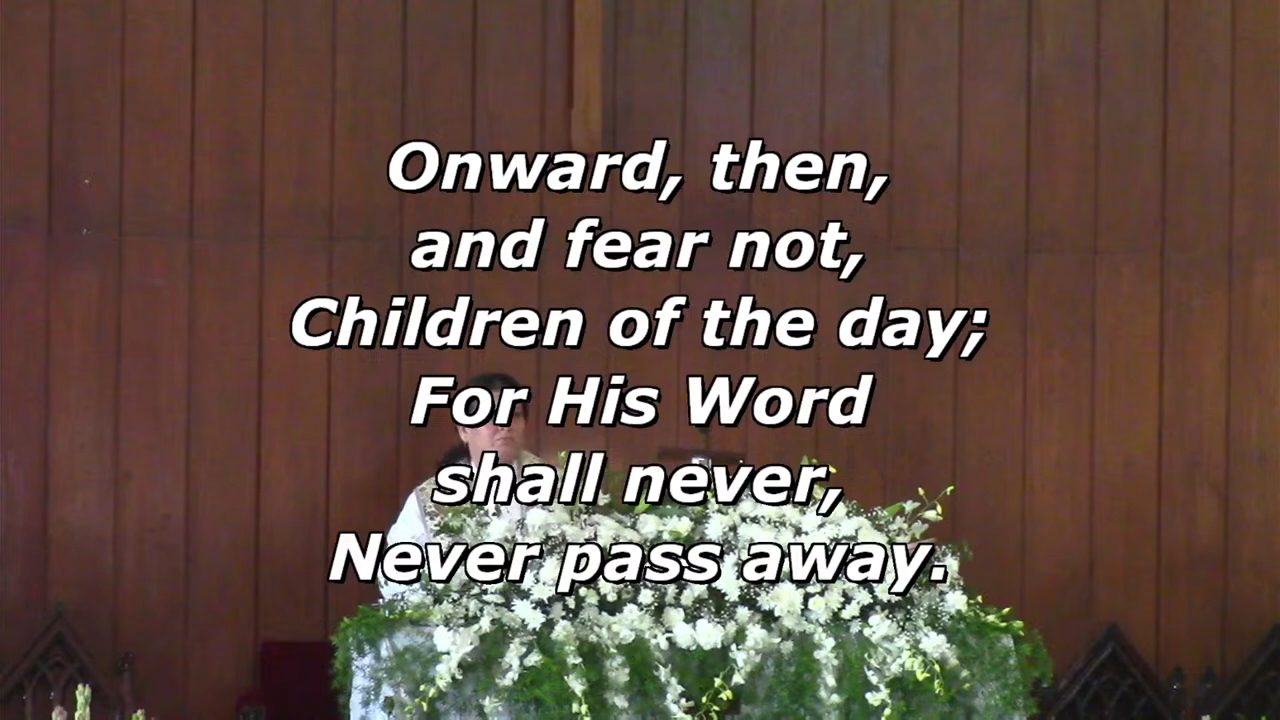 Onward, then,
and fear not,
Children of the day;
For His Word
shall never,
Never pass away.